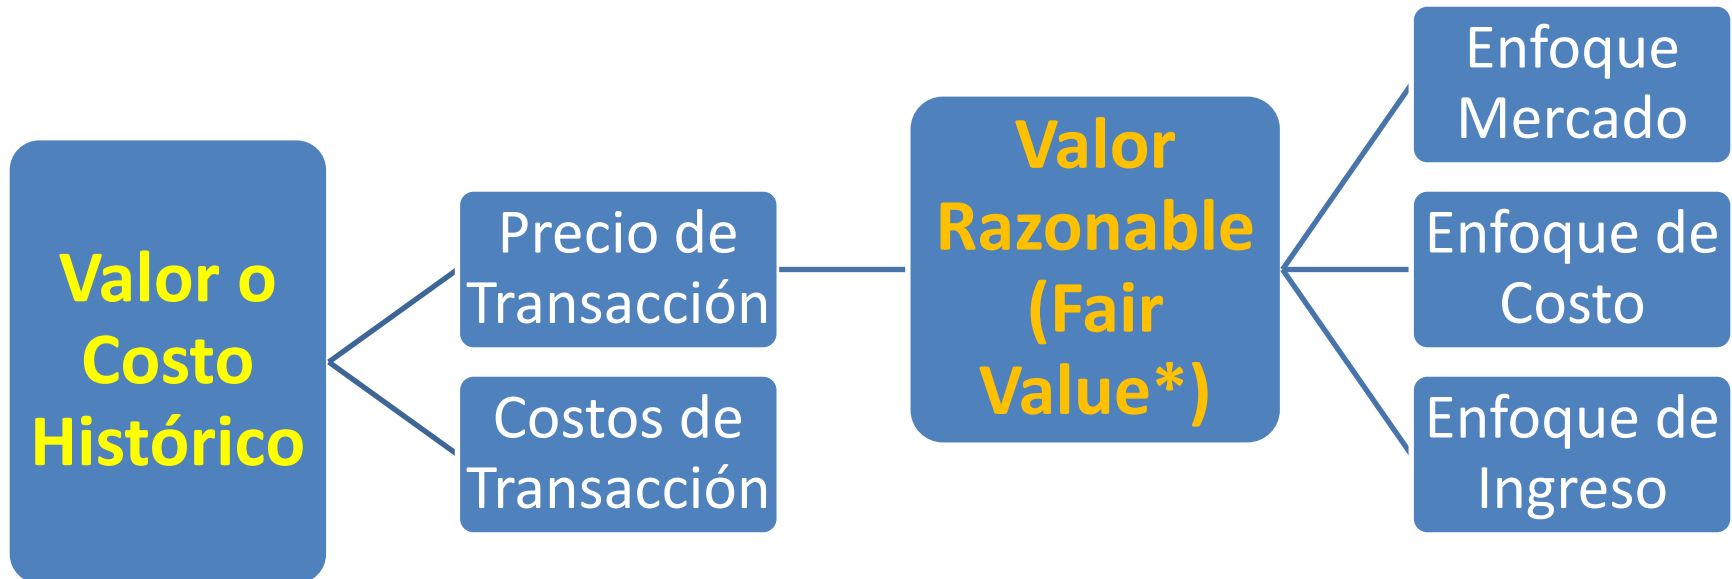 Valor o
Costo
Histórico
Precio de
Transacción
Costos de
Transacción
Valor
Razonable
(Fair
Value*)
Enfoque
Mercado
Enfoque de
Costo
Enfoque de
Ingreso